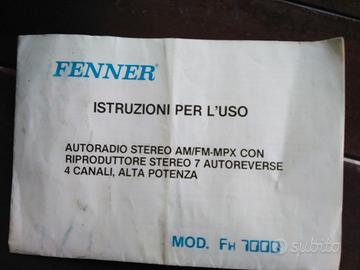 FENNER®
ISTRUZIONI PER L'USO
AUTORADIO STEREO AM/FM-MPX CON
RIPRODUTTORE STEREO 7 AUTOREVERSE
4 CANALI, ALTA POTENZA
MOD. FH 7000
subito